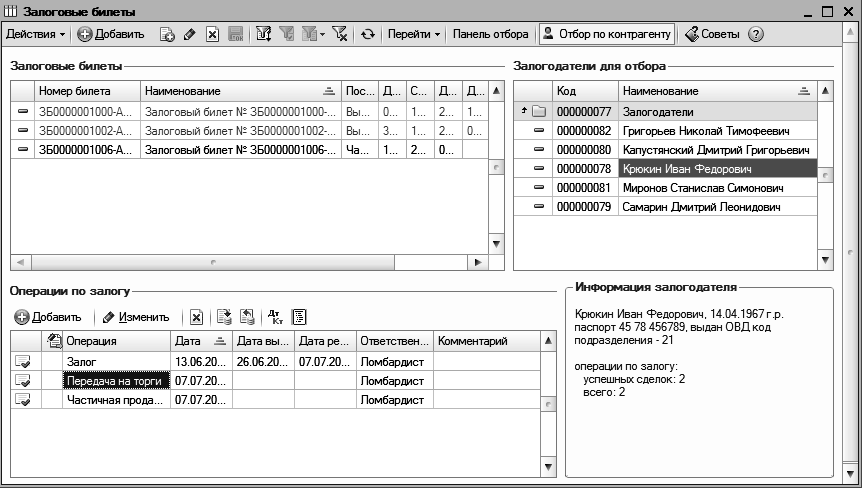 Залоговые билеты
Действия Добавить Перейти Панель отбора Отбор по контрагенту Советы
Залоговые билеты
Номер билета Наименование Пос... Д... С... Д... Д...
ЗБ0000001000-А... Залоговый билет № ЗБ0000001000-... Вы... 0... 1... 2... 1...
ЗБ0000001002-А... Залоговый билет № ЗБ0000001002-... Вы... 3... 1... 2... 0...
ЗБ0000001006-А... Залоговый билет № ЗБ0000001006-... Ча... 1... 2... 0...
Залогодатели для отбора
Код Наименование
000000077 Залогодатели
000000082 Григорьев Николай Тимофеевич
000000080 Капустянский Дмитрий Григорьевич
000000078 Крюкин Иван Федорович
000000081 Миронов Станислав Симонович
000000079 Самарин Дмитрий Леонидович
Операции по залогу
Добавить Изменить Дт Кт
Операция Дата Дата вы... Дата ре... Ответствен... Комментарий
Залог 13.06.20... 26.06.20... 07.07.20... Ломбардист
Передача на торги 07.07.20... Ломбардист
Частичная прода... 07.07.20... Ломбардист
Информация залогодателя
Крюкин Иван Федорович, 14.04.1967 г.р.
паспорт 45 78 456789, выдан ОВД код
подразделения - 21
операции по залогу:
успешных сделок: 2
всего: 2